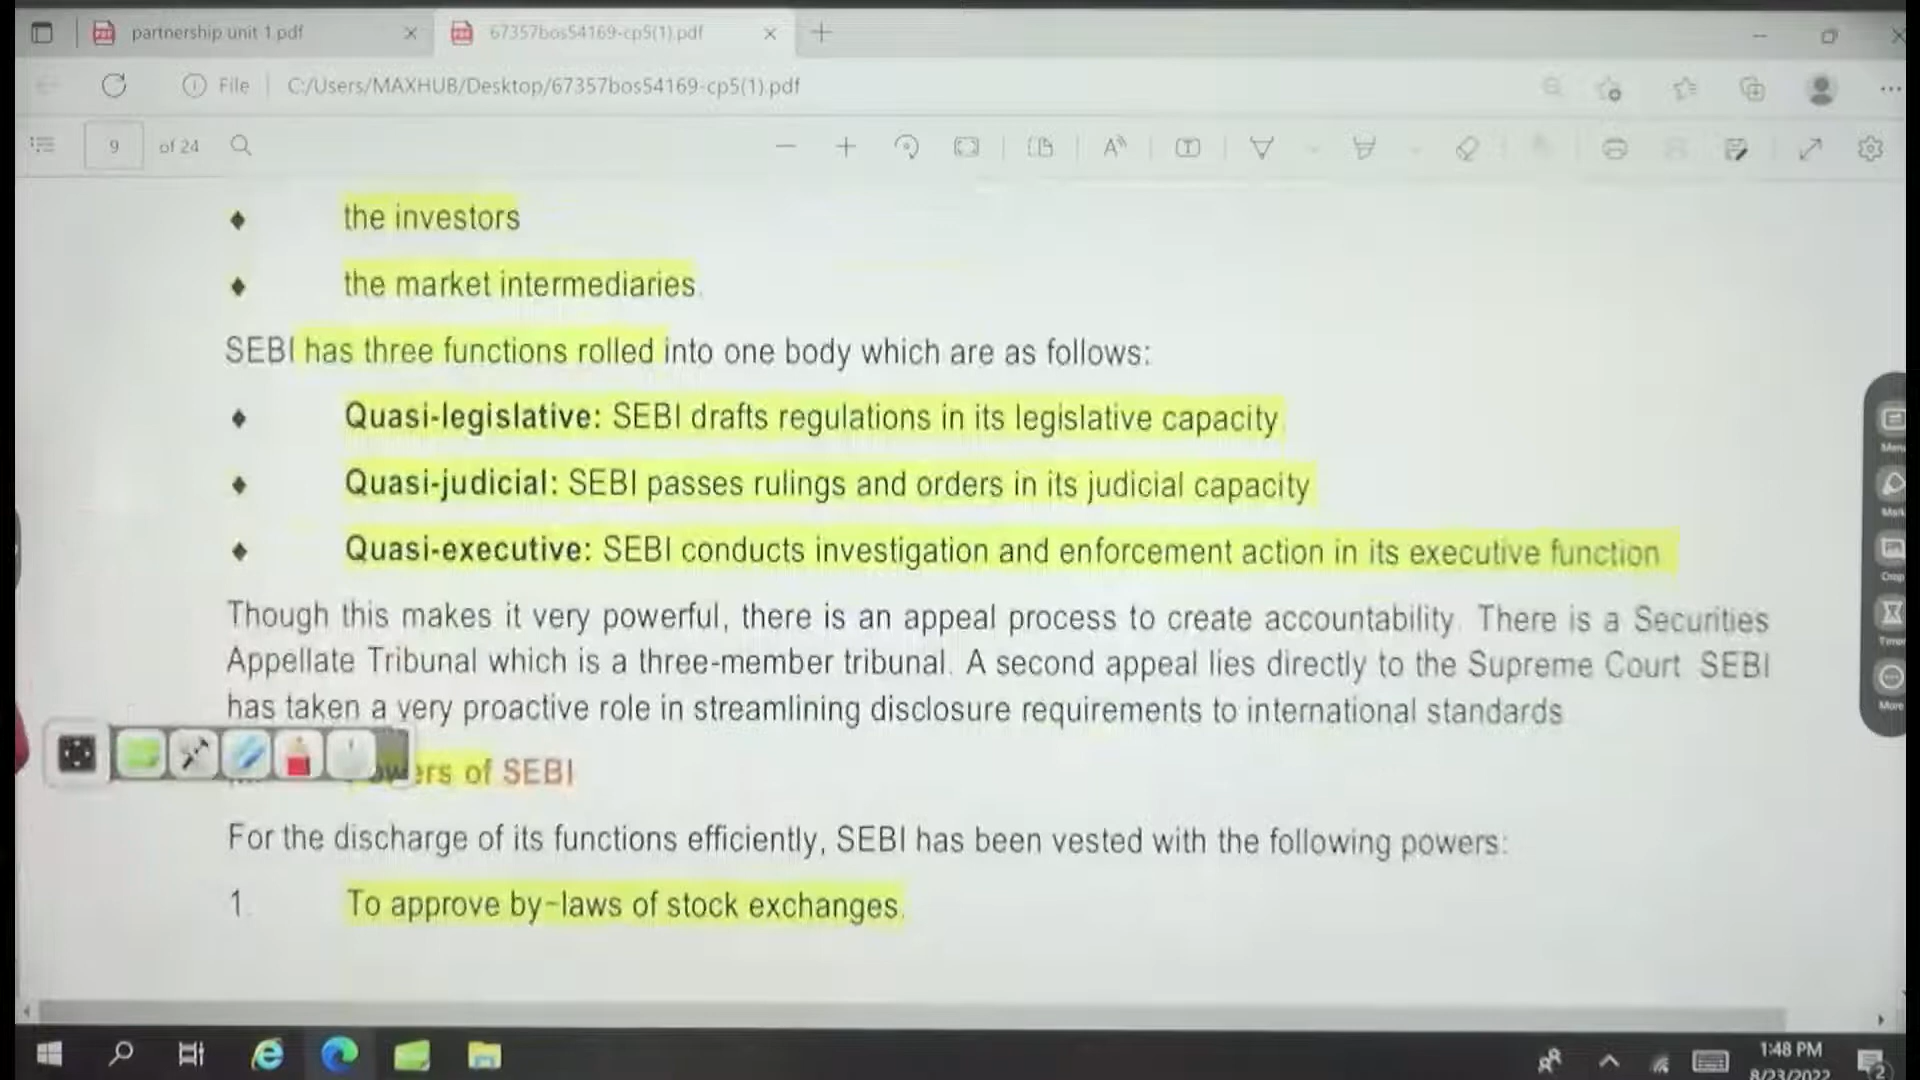 partnership unit 1.pdf
67357bos54169-cp5(1).pdf
File
C:/Users/MAXHUB/Desktop/67357bos54169-cp5(1).pdf
9 of 24
the investors
the market intermediaries.
SEBI has three functions rolled into one body which are as follows:
Quasi-legislative: SEBI drafts regulations in its legislative capacity
Quasi-judicial: SEBI passes rulings and orders in its judicial capacity
Quasi-executive: SEBI conducts investigation and enforcement action in its executive function
Though this makes it very powerful, there is an appeal process to create accountability. There is a Securities
Appellate Tribunal which is a three-member tribunal. A second appeal lies directly to the Supreme Court SEBI
has taken a very proactive role in streamlining disclosure requirements to international standards
of SEBI
For the discharge of its functions efficiently, SEBI has been vested with the following powers:
1. To approve by-laws of stock exchanges.
More
1:48 PM
8/23/2022
2